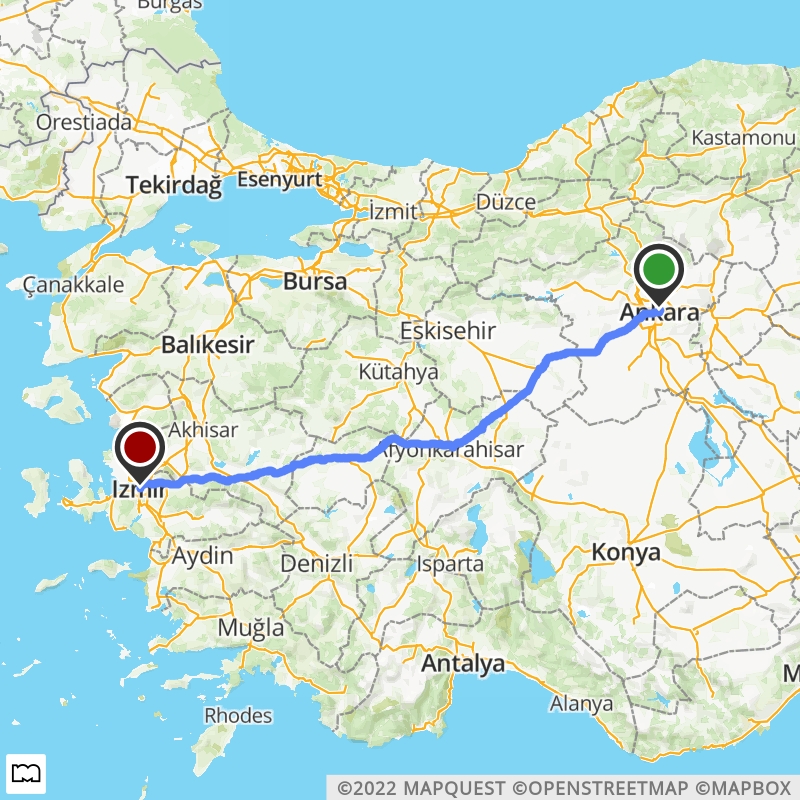 Burgas
Orestiada
Kastamonu
Tekirdağ
Esenyurt
İzmit
Düzce
Çanakkale
Bursa
Ankara
Eskisehir
Balıkesir
Kütahya
Akhisar
Afyonkarahisar
Izmir
Aydin
Denizli
Isparta
Konya
Muğla
Antalya
M
Alanya
Rhodes
©2022 MAPQUEST ©OPENSTREETMAP ©MAPBOX